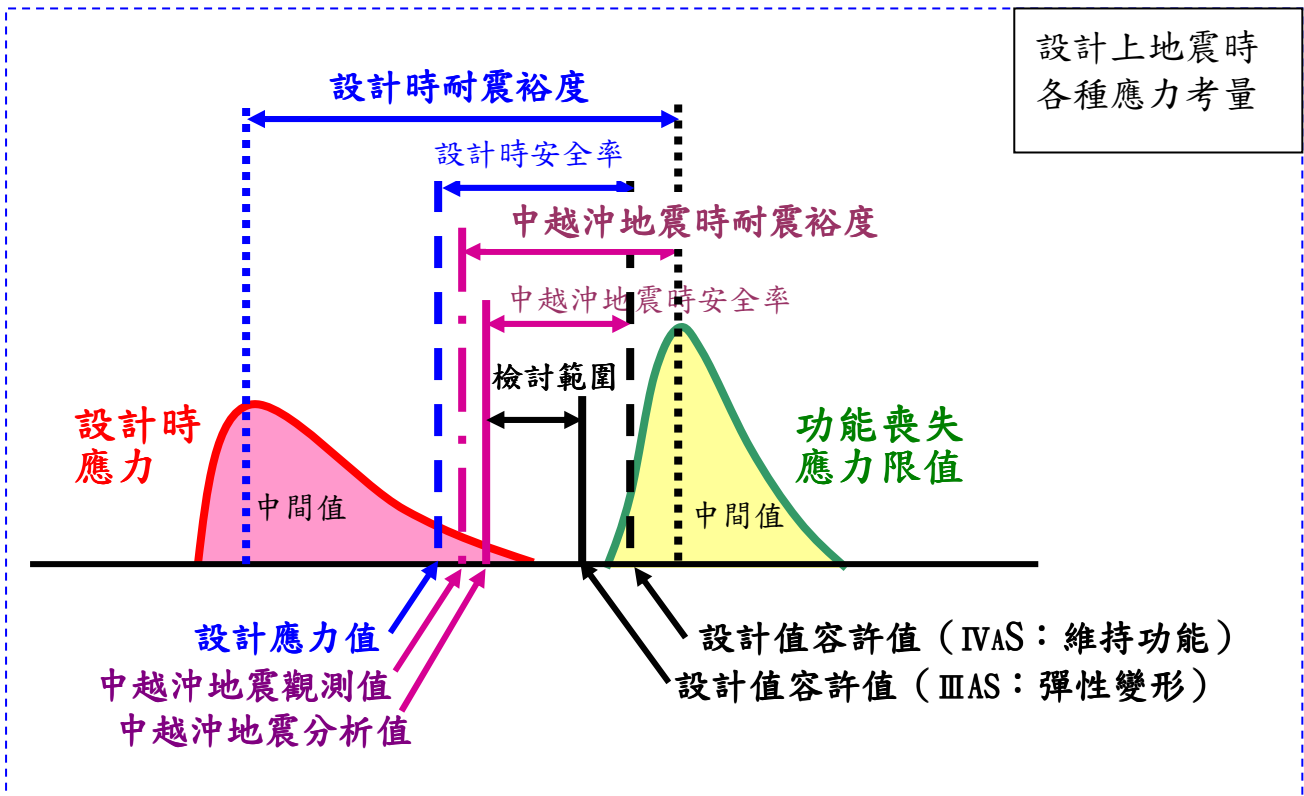 設計上地震時
各種應力考量
設計時耐震裕度
設計時安全率
中越沖地震時耐震裕度
中越沖地震時安全率
檢討範圍
設計時
應力
中間值
功能喪失
應力限值
中間值
設計應力值
中越沖地震觀測值
中越沖地震分析值
設計值容許值（ⅣAS：維持功能）
設計值容許值（ⅢAS：彈性變形）